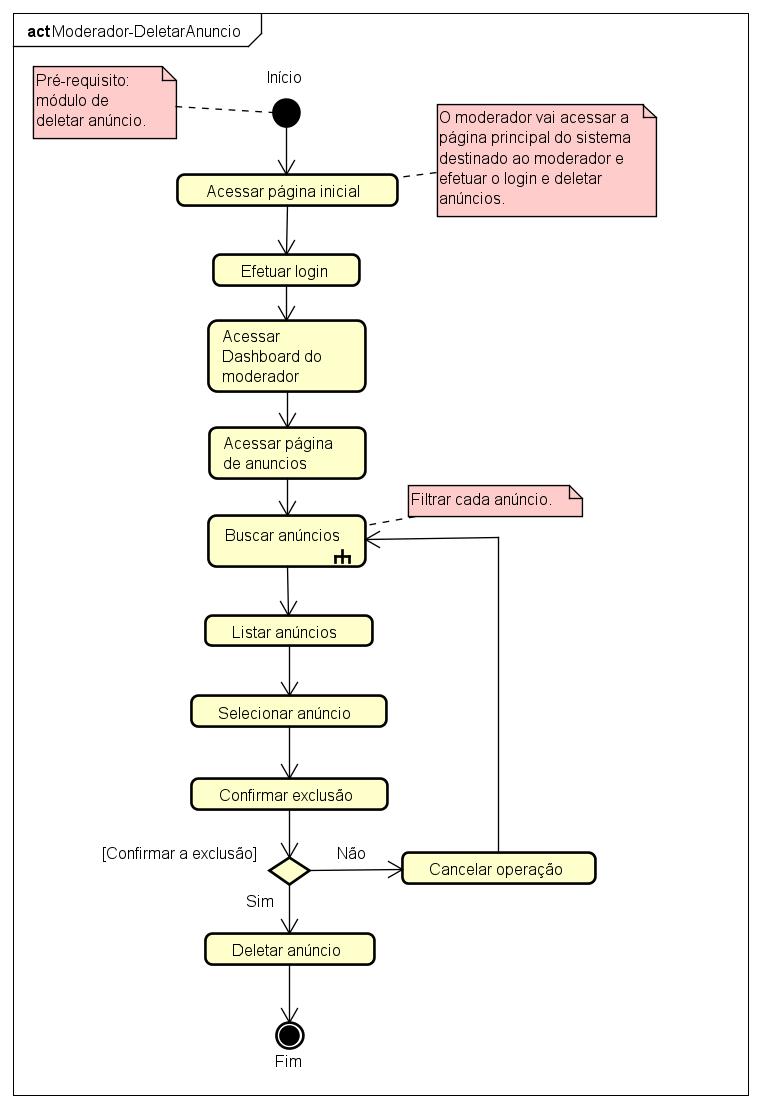 act Moderador-DeletarAnuncio
Início
Pré-requisito:
módulo de
deletar anúncio.
O moderador vai acessar a
página principal do sistema
destinado ao moderador e
efetuar o login e deletar
anúncios.
Acessar página inicial
Efetuar login
Acessar
Dashboard do
moderador
Acessar página
de anuncios
Filtrar cada anúncio.
Buscar anúncios
Listar anúncios
Selecionar anúncio
Confirmar exclusão
[Confirmar a exclusão]
Não
Cancelar operação
Sim
Deletar anúncio
Fim